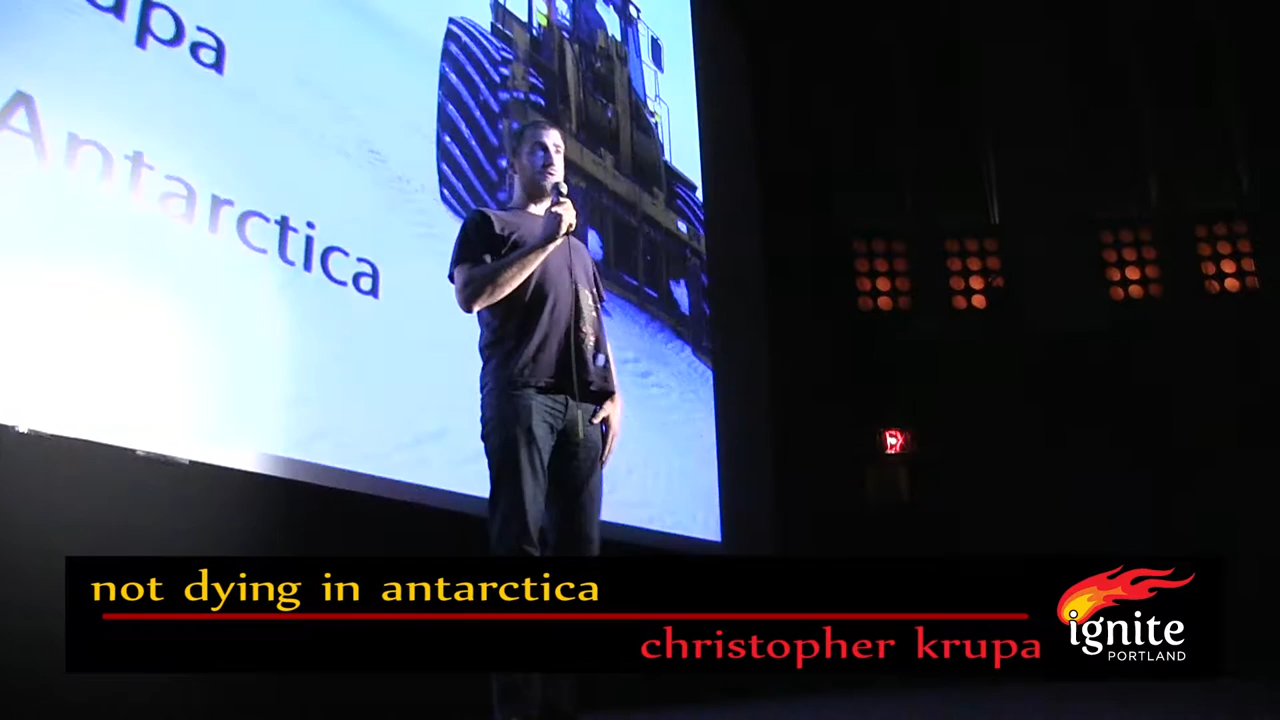 upa
Antarctica
not dying in antarctica
christopher krupa
ignite
PORTLAND